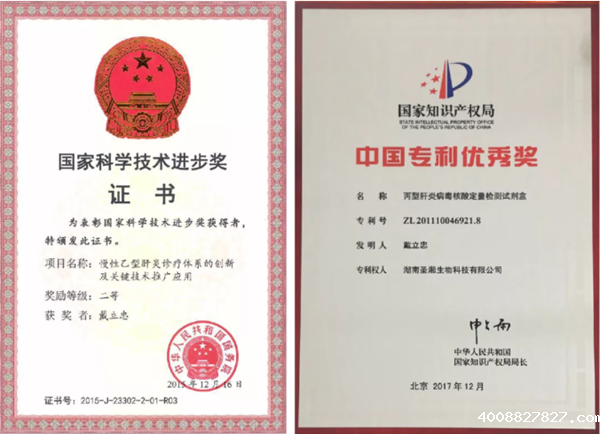 国家科学技术进步奖
证书
为表彰国家科学技术进步奖获得者，
特颁发此证书。
项目名称：慢性乙型肝炎诊疗体系的创新
及关键技术推广应用
奖励等级：二等
获奖者：戴立忠
中华人民共和国国务院
2015年12月16日
证书号：2015-J-23302-2-01-R03
国家知识产权局
STATE INTELLECTUAL PROPERTY OFFICE
OF THE PEOPLE'S REPUBLIC OF CHINA
中国专利优秀奖
名称 丙型肝炎病毒核酸定量检测试剂盒
专利号 ZL201110046921.8
发明人 戴立忠
专利权人 湖南圣湘生物科技有限公司
申长雨
中华人民共和国
国家知识产权局局长
北京 2017年12月
4008827827.com